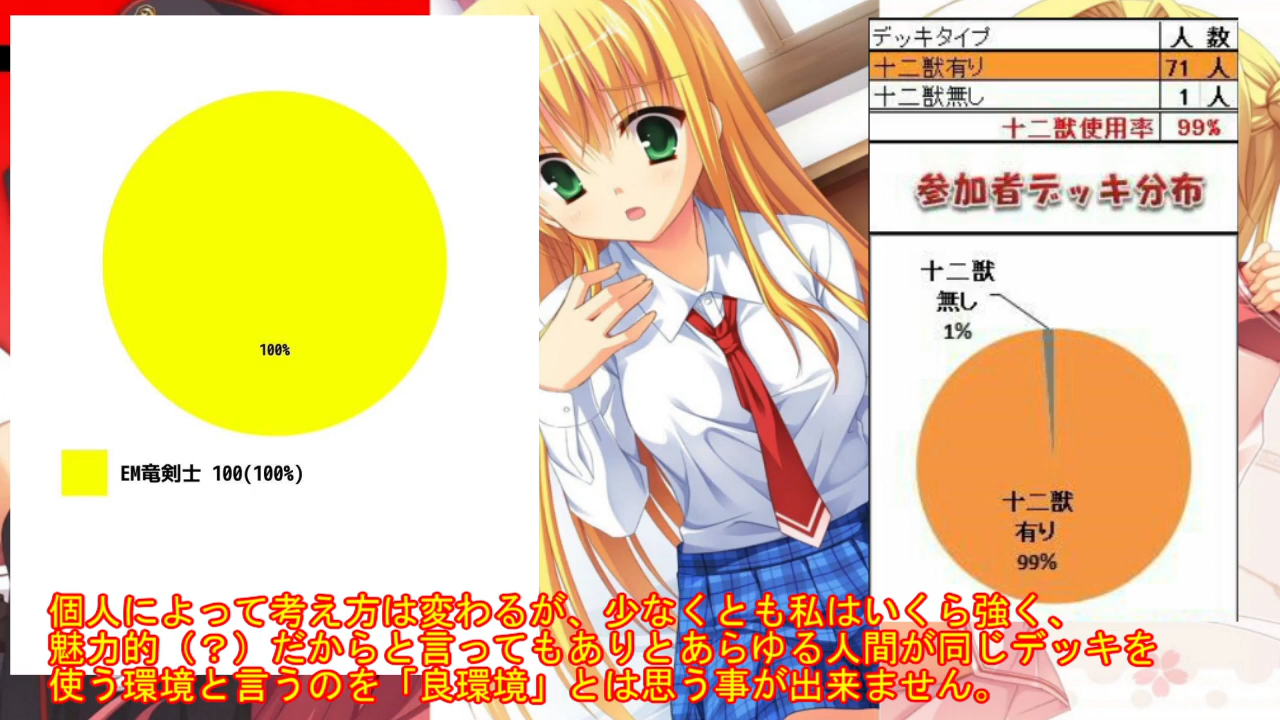 100%
EM竜剣士 100(100%)
デッキタイプ 人 数
十二獣有り 71 人
十二獣無し 1 人
十二獣使用率 99%
参加者デッキ分布
十二獣
無し
1%
十二獣
有り
99%
個人によって考え方は変わるが、少なくとも私はいくら強く、
魅力的（？）だからと言ってもありとあらゆる人間が同じデッキを
使う環境と言うのを「良環境」とは思う事が出来ません。